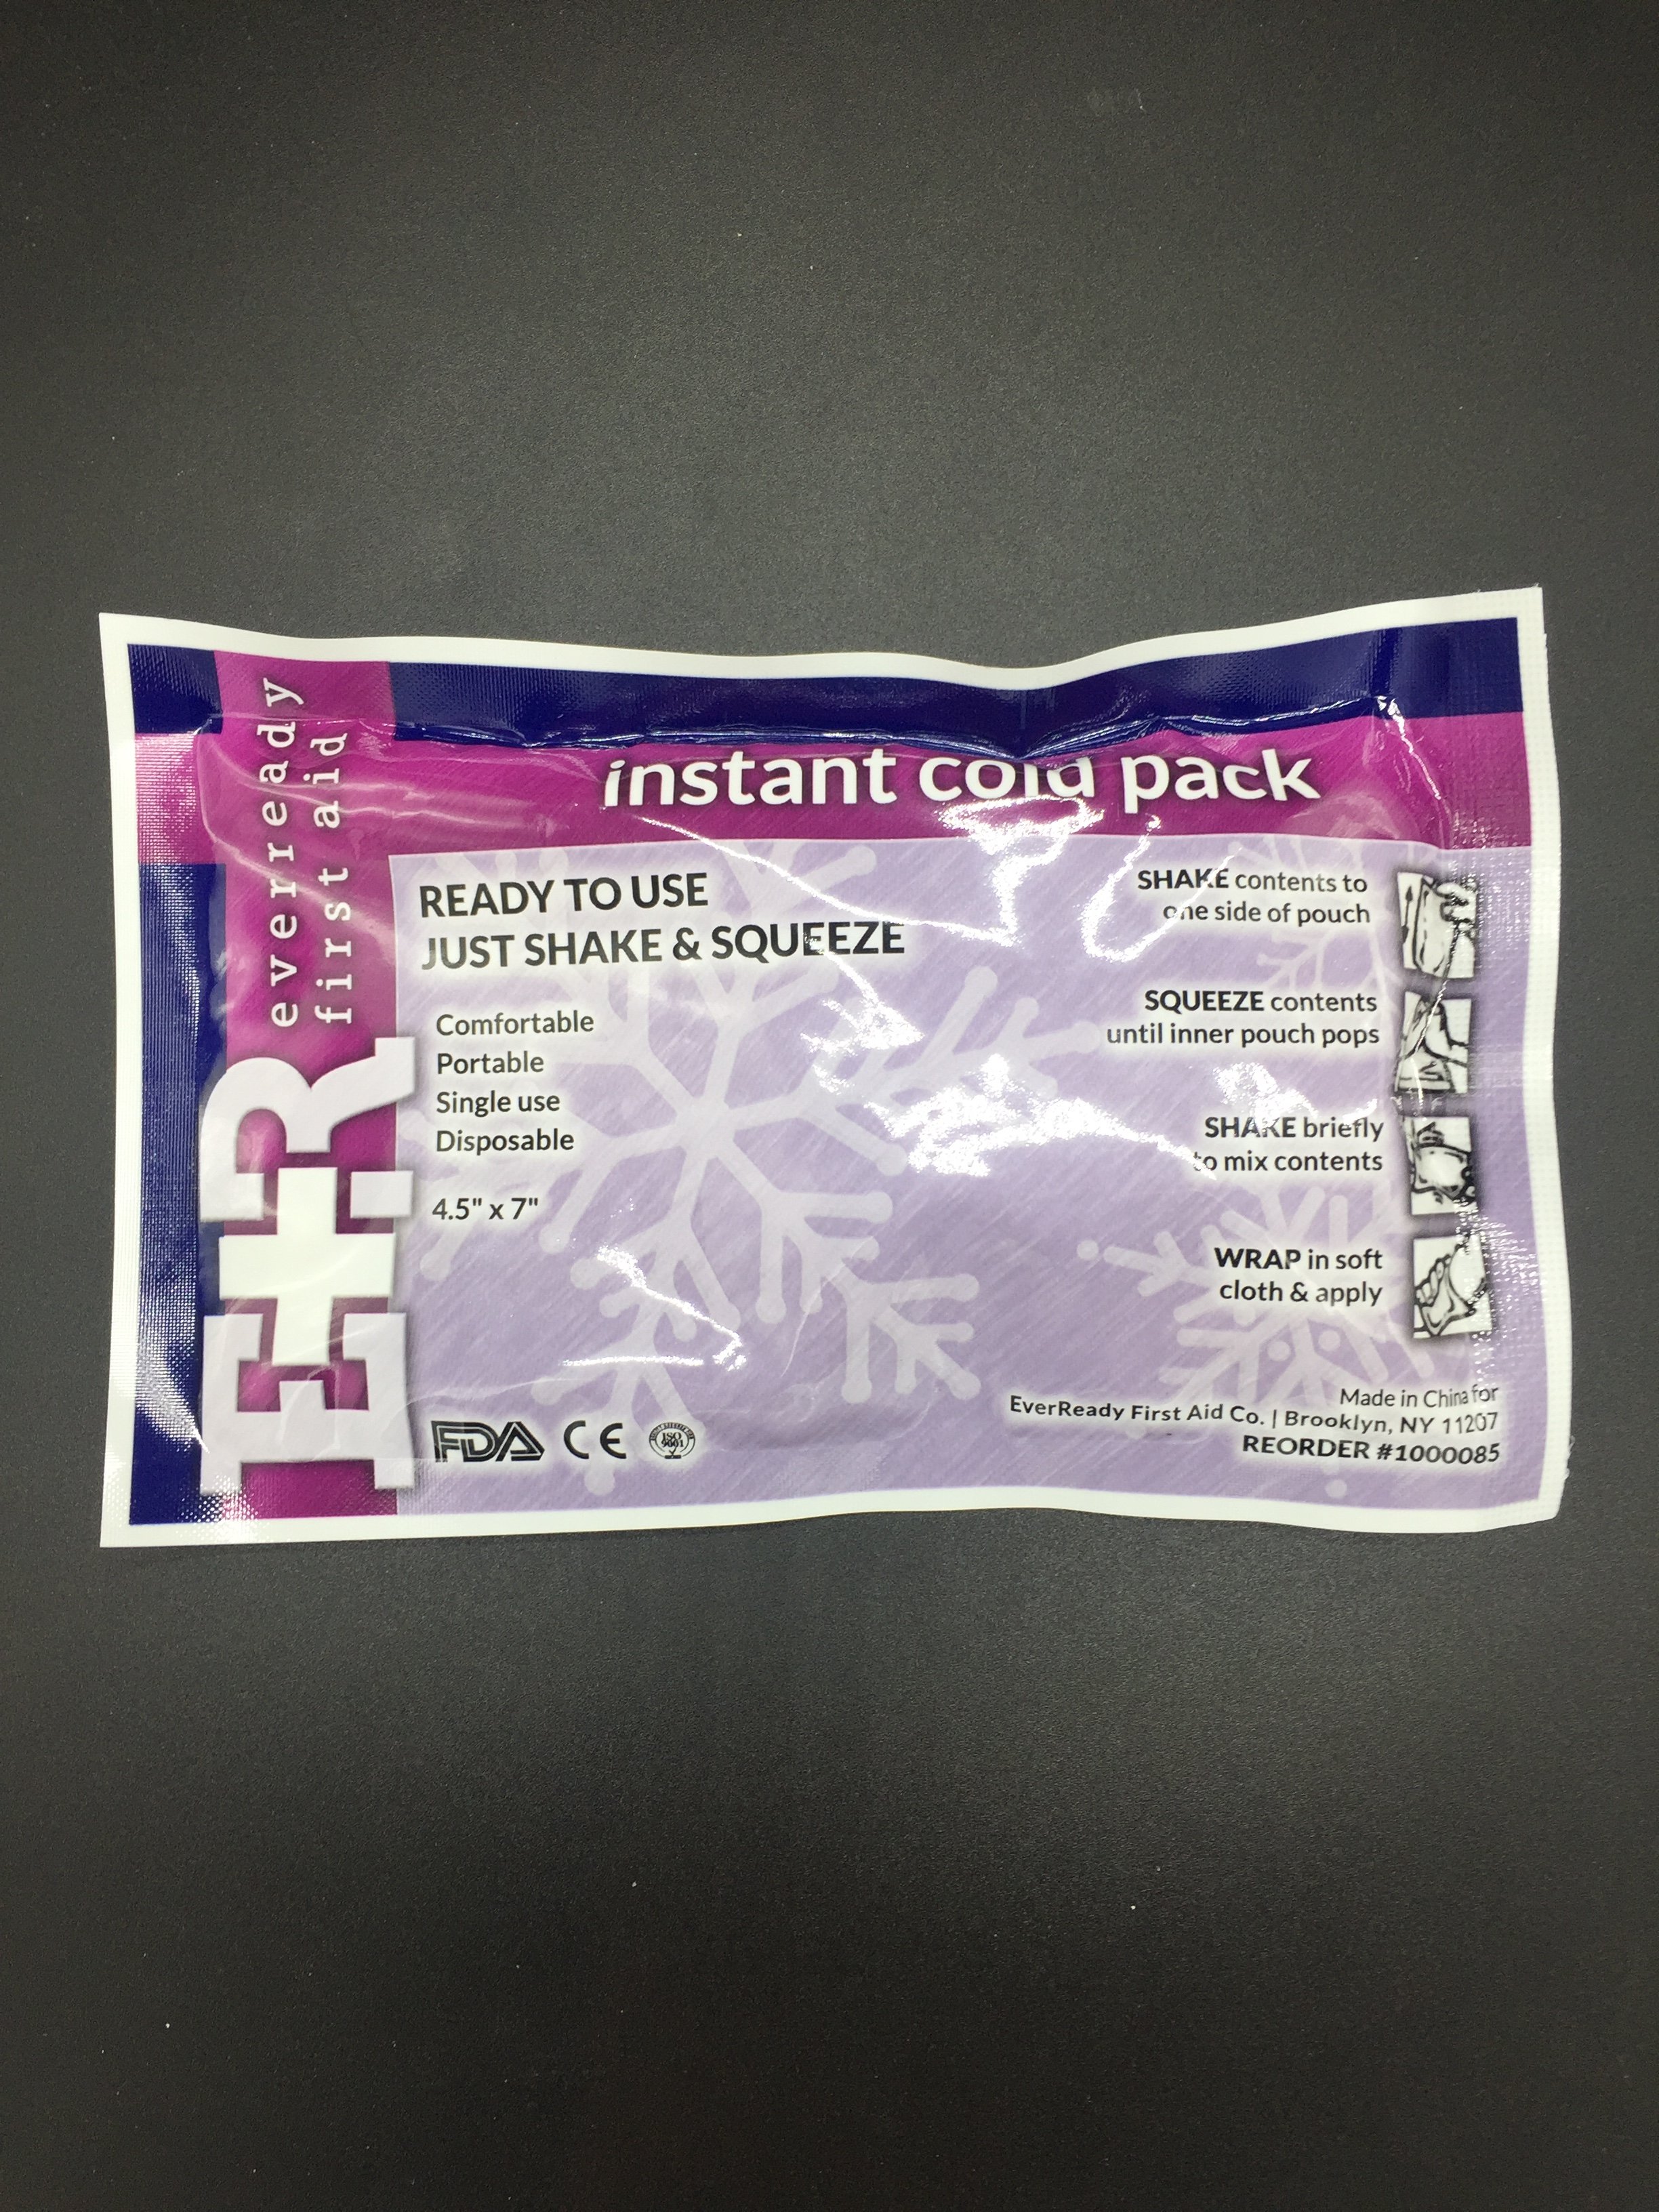 everready
first aid
E+R
instant cold pack
READY TO USE
JUST SHAKE & SQUEEZE
Comfortable
Portable
Single use
Disposable
4.5" x 7"
FDA CE ISO 9001
SHAKE contents to
one side of pouch
SQUEEZE contents
until inner pouch pops
SHAKE briefly
to mix contents
WRAP in soft
cloth & apply
Made in China for
EverReady First Aid Co. | Brooklyn, NY 11207
REORDER #1000085